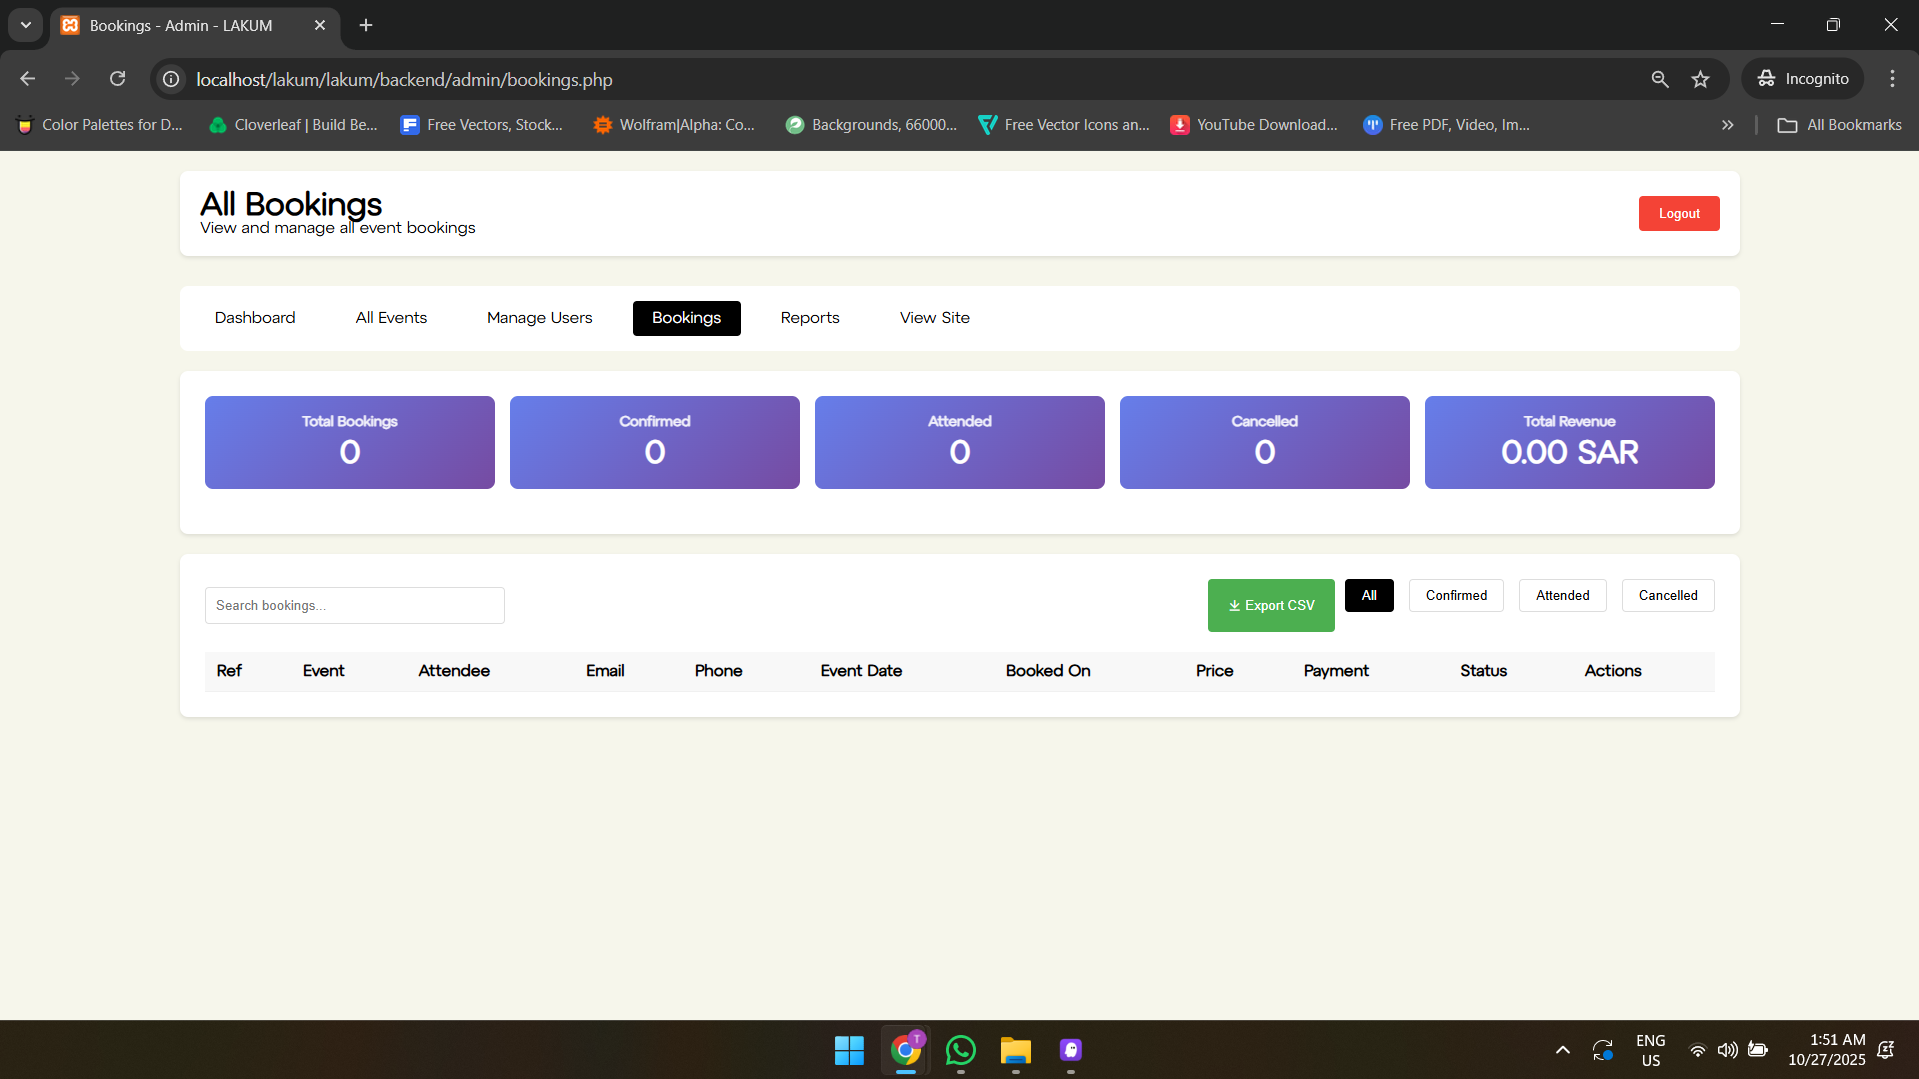 Bookings - Admin - LAKUM
localhost/lakum/lakum/backend/admin/bookings.php
Incognito
Color Palettes for D...
Cloverleaf | Build Be...
Free Vectors, Stock...
Wolfram|Alpha: Co...
Backgrounds, 66000...
Free Vector Icons an...
YouTube Download...
Free PDF, Video, Im...
All Bookmarks
All Bookings
View and manage all event bookings
Logout
Dashboard
All Events
Manage Users
Bookings
Reports
View Site
Total Bookings
0
Confirmed
0
Attended
0
Cancelled
0
Total Revenue
0.00 SAR
Search bookings...
Export CSV
All
Confirmed
Attended
Cancelled
Ref
Event
Attendee
Email
Phone
Event Date
Booked On
Price
Payment
Status
Actions
T
ENG
US
1:51 AM
10/27/2025